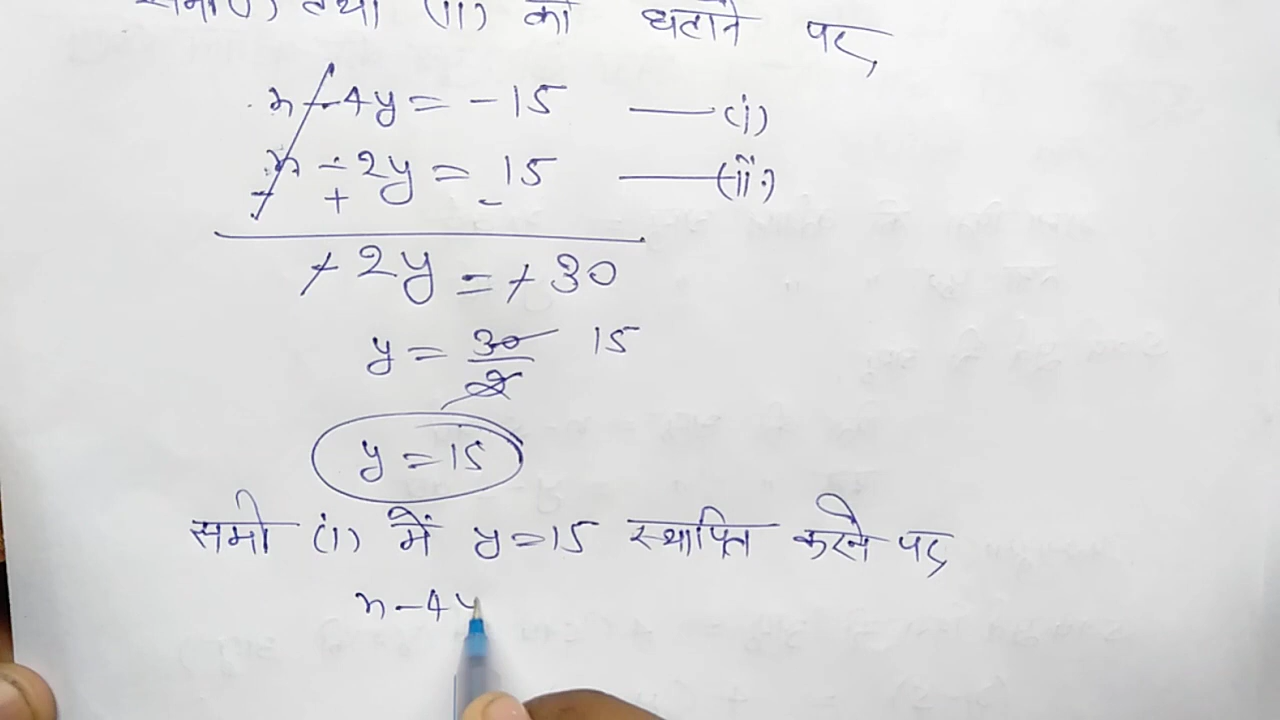 तथा (ii) को घटाने पर
x - 4y = -15 —(i)
x - 2y = 15 —(ii)
- + -
+2y = +30
y = 30/2 15
y = 15
समी (i) में y = 15 स्थापित करने पर
x - 4y